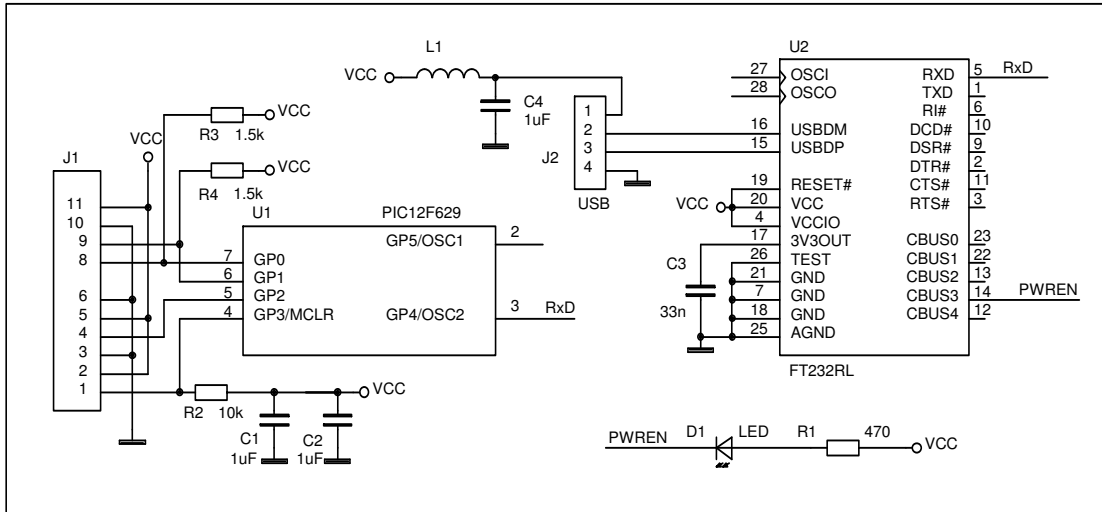 L1
VCC
C4
1uF
R3 1.5k
VCC
VCC
R4 1.5k
VCC
J1
11
10
9
8
6
5
4
3
2
1
U1 PIC12F629
7 GP0
6 GP1
5 GP2
4 GP3/MCLR
GP5/OSC1 2
GP4/OSC2 3 RxD
R2 10k
VCC
C1
1uF
C2
1uF
J2
1
2
3
4
USB
U2
27 OSCI
28 OSCO
16 USBDM
15 USBDP
19 RESET#
VCC 20 VCC
4 VCCIO
17 3V3OUT
26 TEST
21 GND
7 GND
18 GND
25 AGND
C3
33n
RXD 5 RxD
TXD 1
RI# 6
DCD# 10
DSR# 9
DTR# 2
CTS# 11
RTS# 3
CBUS0 23
CBUS1 22
CBUS2 13
CBUS3 14 PWREN
CBUS4 12
FT232RL
PWREN D1 LED R1 470 VCC